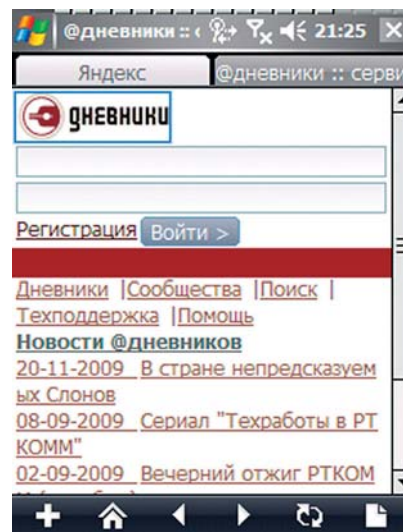 @дневники :: 21:25
Яндекс @дневники :: серви
дневники
Регистрация Войти >
Дневники |Сообщества |Поиск |
Техподдержка |Помощь
Новости @дневников
20-11-2009 В стране непредсказуем
ых Слонов
08-09-2009 Сериал "Техработы в РТ
КОММ"
02-09-2009 Вечерний отжиг РТКОМ